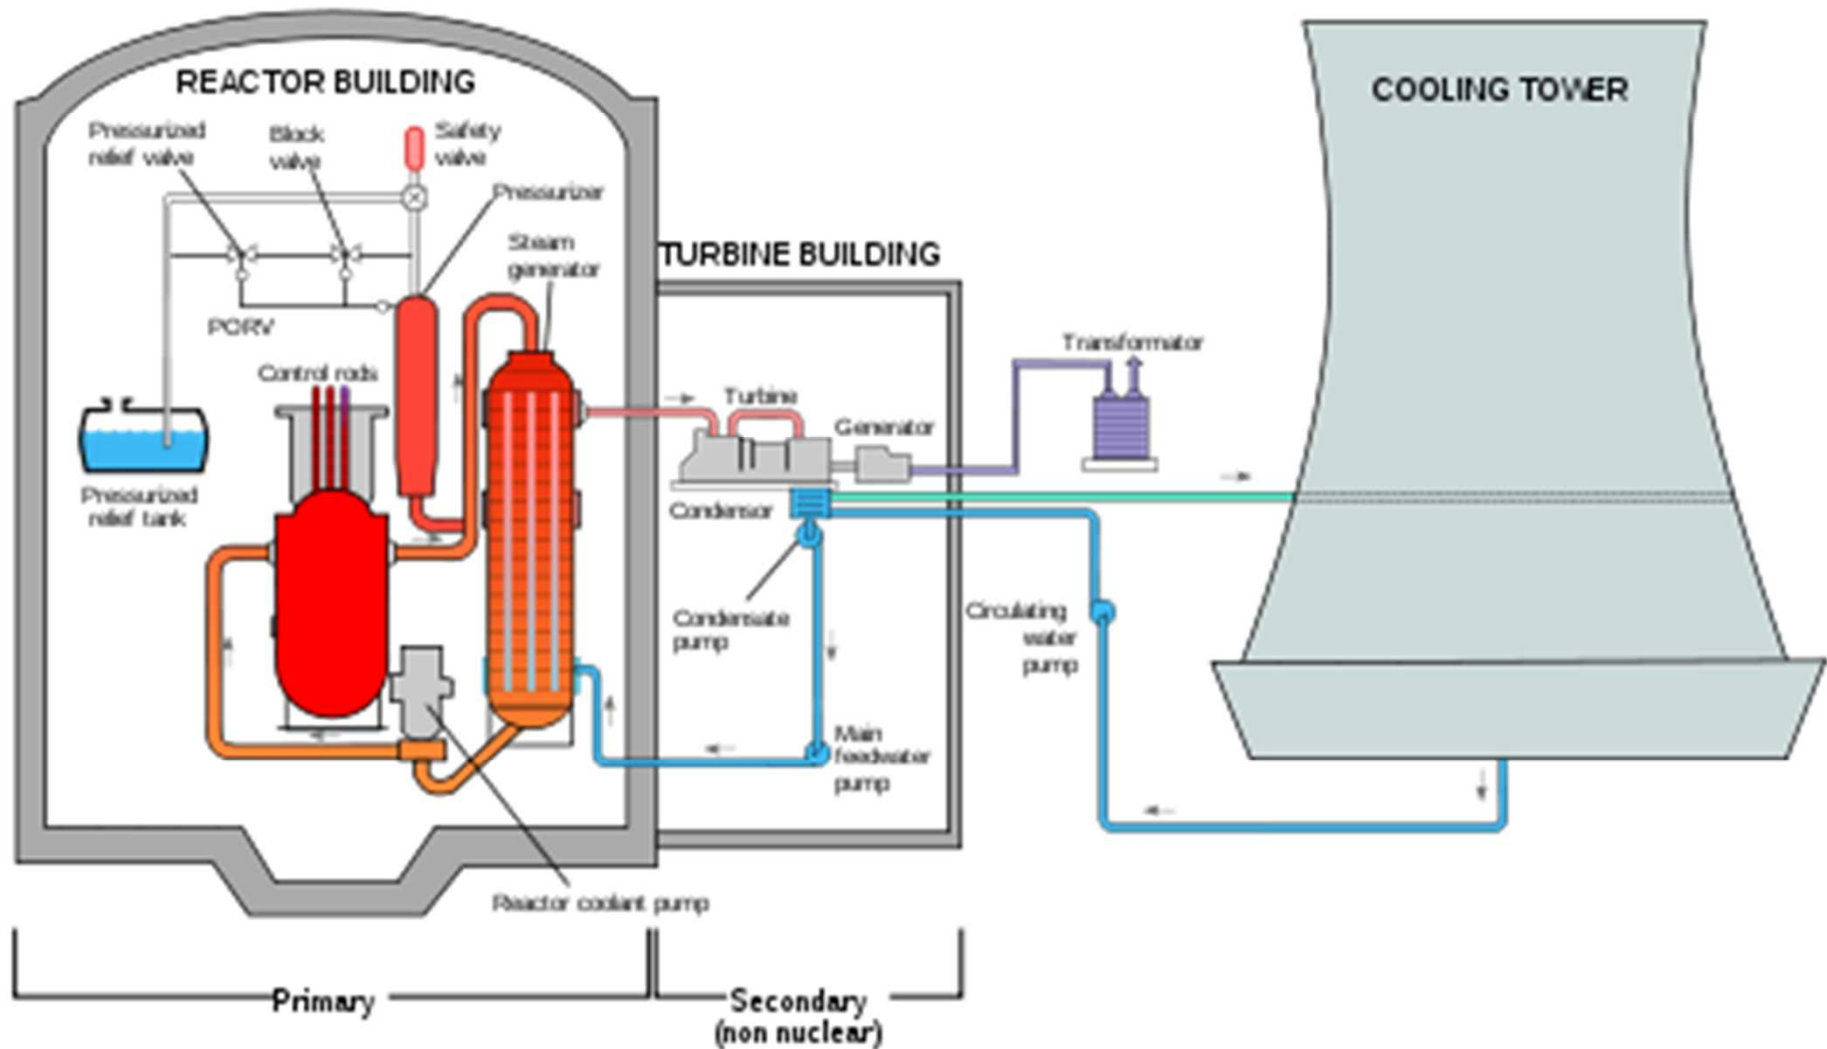 REACTOR BUILDING
COOLING TOWER
Pressurized
relief valve
Block
valve
Safety
valve
Pressurizer
Steam
generator
TURBINE BUILDING
PORV
Control rods
Transformator
Turbine
Generator
Pressurized
relief tank
Condensor
Condensate
pump
Circulating
water
pump
Main
feedwater
pump
Reactor coolant pump
Primary
Secondary
(non nuclear)